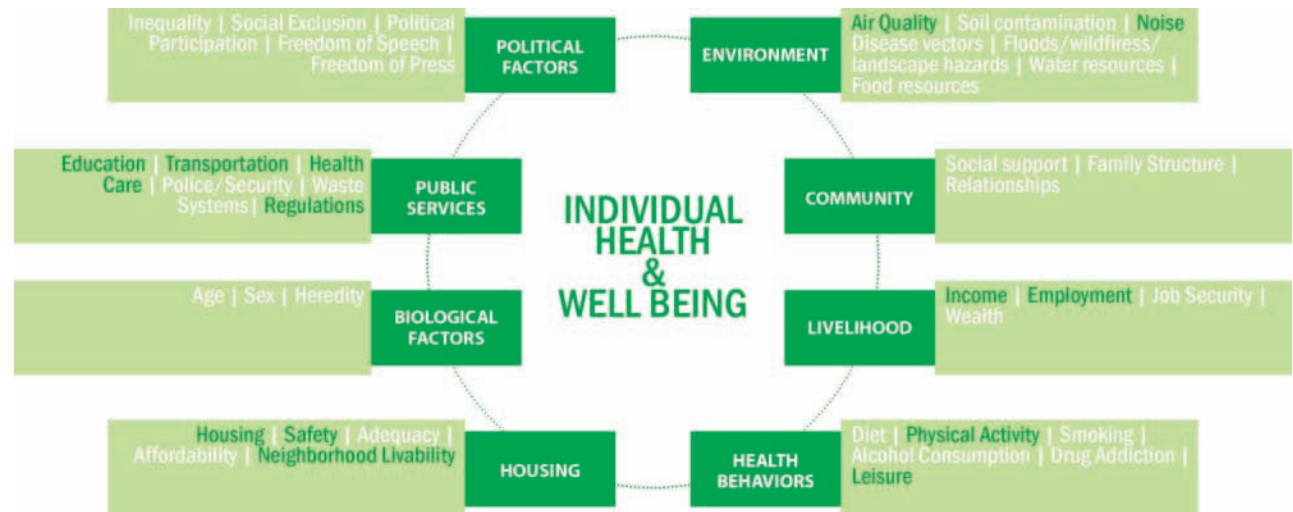 Inequality | Social Exclusion | Political
Participation | Freedom of Speech |
Freedom of Press
POLITICAL
FACTORS
ENVIRONMENT
Air Quality | Soil contamination | Noise
Disease vectors | Floods/wildfiress/
landscape hazards | Water resources |
Food resources
Education | Transportation | Health
Care | Police/Security | Waste
Systems | Regulations
PUBLIC
SERVICES
COMMUNITY
Social support | Family Structure |
Relationships
INDIVIDUAL
HEALTH
&
WELL BEING
Age | Sex | Heredity
BIOLOGICAL
FACTORS
LIVELIHOOD
Income | Employment | Job Security |
Wealth
Housing | Safety | Adequacy |
Affordability | Neighborhood Livability
HOUSING
HEALTH
BEHAVIORS
Diet | Physical Activity | Smoking |
Alcohol Consumption | Drug Addiction |
Leisure